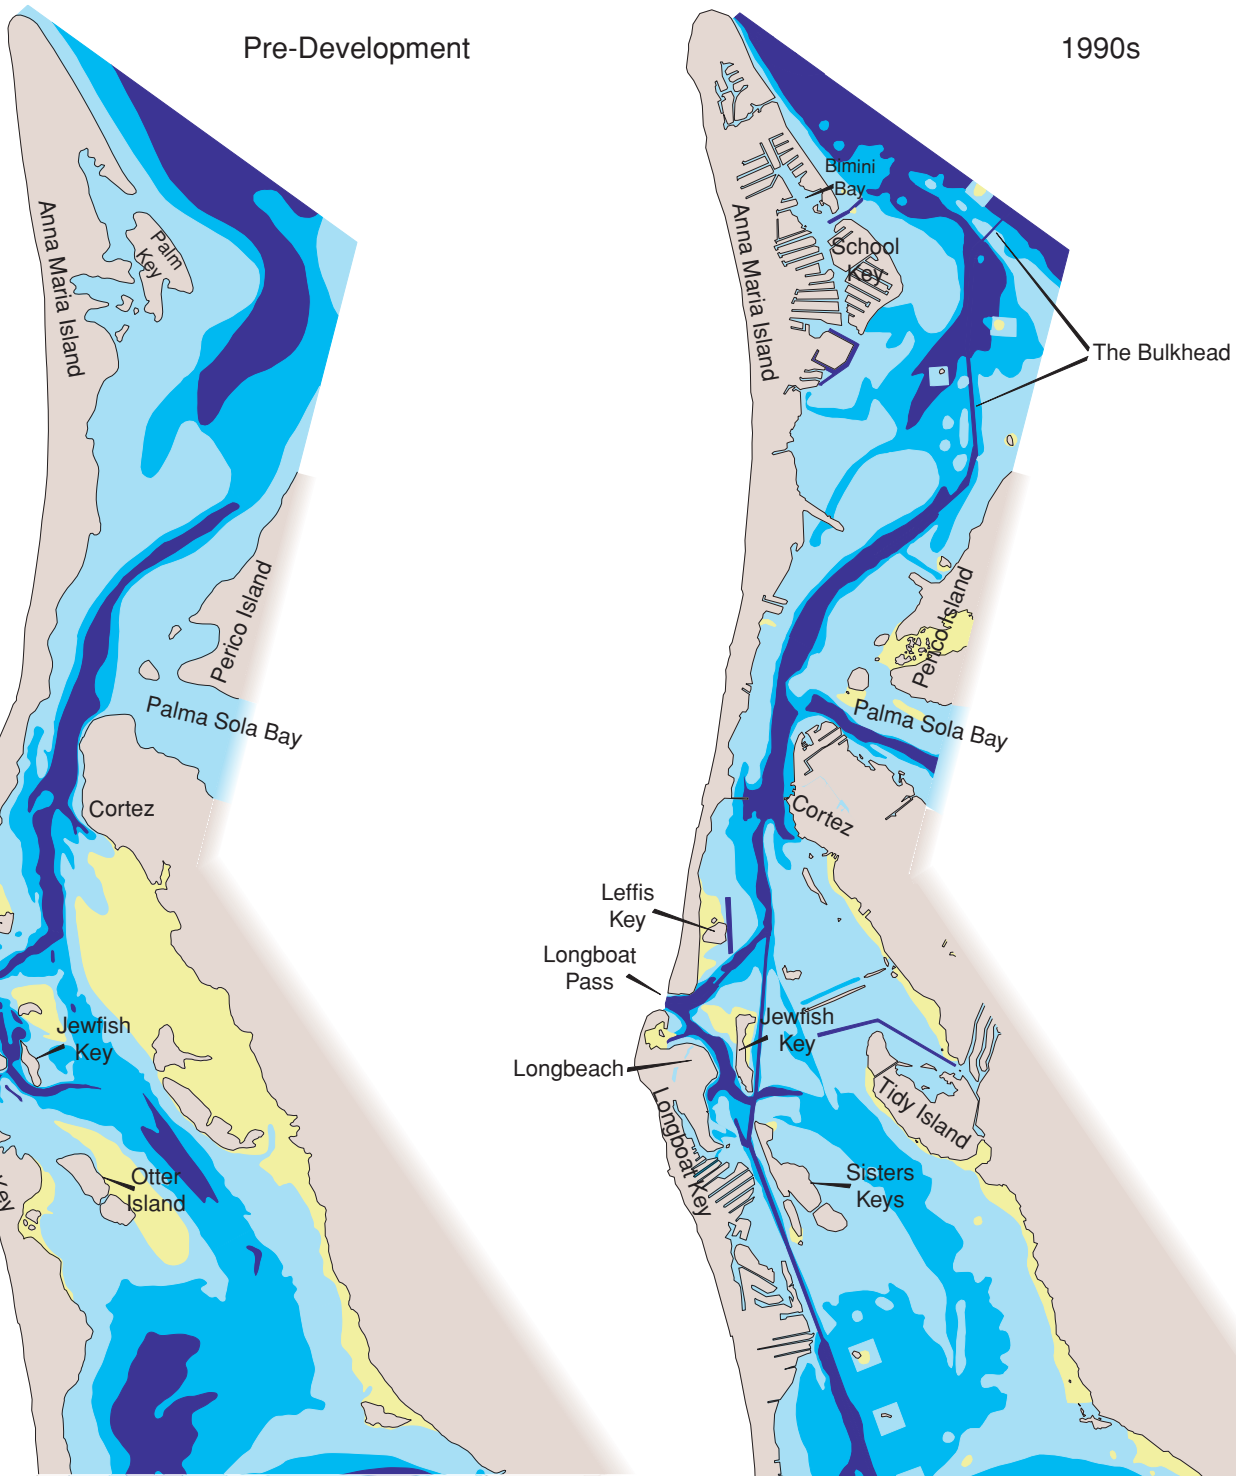 Pre-Development
Anna Maria Island
Palm
Key
Perico Island
Palma Sola Bay
Cortez
Jewfish
Key
Otter
Island
Key
1990s
Bimini
Bay
School
Key
Anna Maria Island
The Bulkhead
Perico Island
Palma Sola Bay
Cortez
Leffis
Key
Longboat
Pass
Jewfish
Key
Longbeach
Tidy Island
Longboat Key
Sisters
Keys